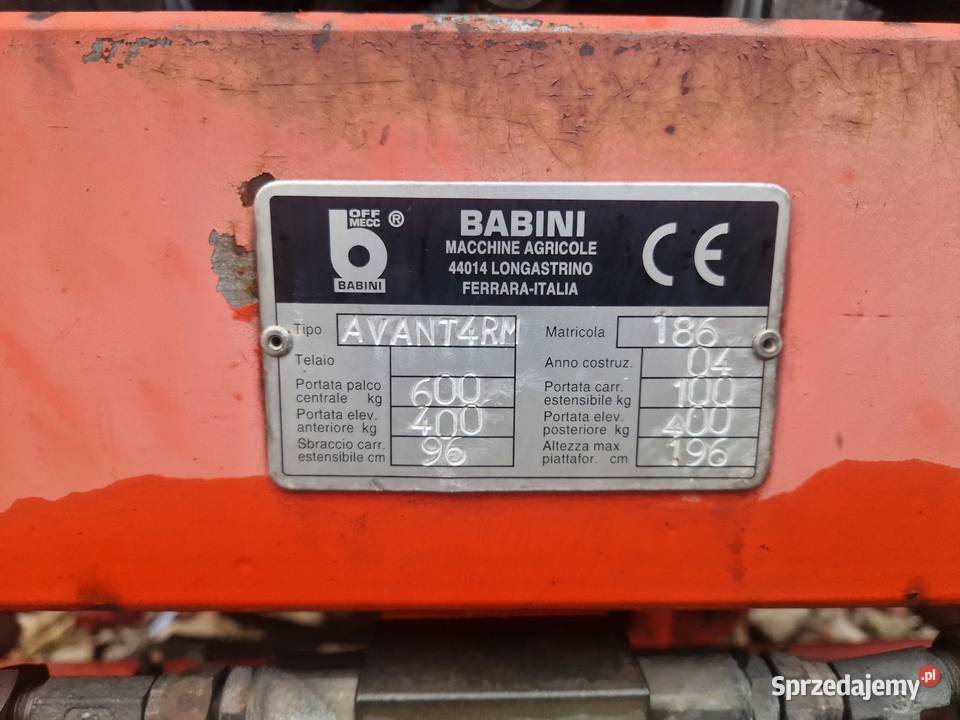 OFF
MECC
®
BABINI
BABINI
MACCHINE AGRICOLE
44014 LONGASTRINO
FERRARA-ITALIA
CE
Tipo AVANT4RM Matricola 186
Telaio Anno costruz. 04
Portata palco centrale kg 600 Portata carr. estensibile kg 100
Portata elev. anteriore kg 400 Portata elev. posteriore kg 400
Sbraccio carr. estensibile cm 96 Altezza max piattafor. cm 196
Sprzedajemy.pl